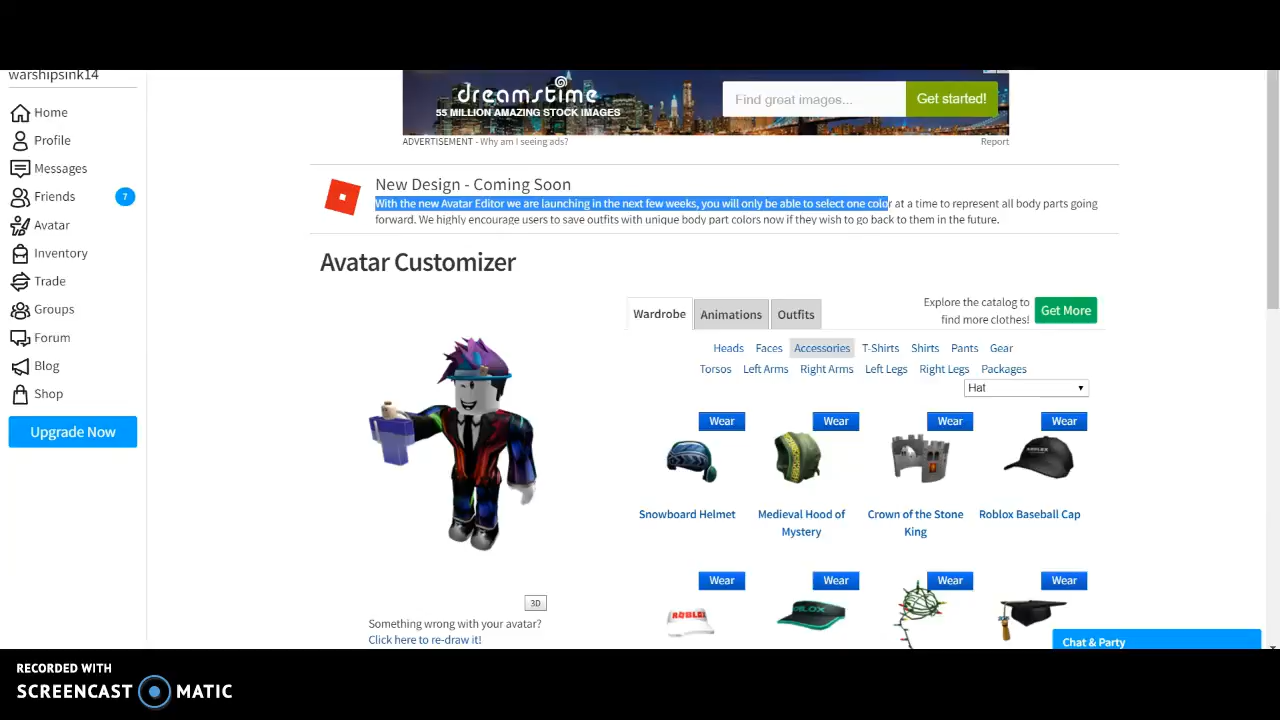 warshipsink14
Home
Profile
Messages
Friends 7
Avatar
Inventory
Trade
Groups
Forum
Blog
Shop
Upgrade Now
dreamstime
55 MILLION AMAZING STOCK IMAGES
Find great images... Get started!
ADVERTISEMENT - Why am I seeing ads? Report
New Design - Coming Soon
With the new Avatar Editor we are launching in the next few weeks, you will only be able to select one color at a time to represent all body parts going
forward. We highly encourage users to save outfits with unique body part colors now if they wish to go back to them in the future.
Avatar Customizer
Wardrobe Animations Outfits
Explore the catalog to
find more clothes!
Get More
Heads Faces Accessories T-Shirts Shirts Pants Gear
Torsos Left Arms Right Arms Left Legs Right Legs Packages
Hat
Wear Wear Wear Wear
ROBLOX
Snowboard Helmet
Medieval Hood of
Mystery
Crown of the Stone
King
Roblox Baseball Cap
Wear Wear Wear Wear
ROBLOX
ROBLOX
3D
Something wrong with your avatar?
Click here to re-draw it!
Chat & Party
RECORDED WITH
SCREENCAST MATIC